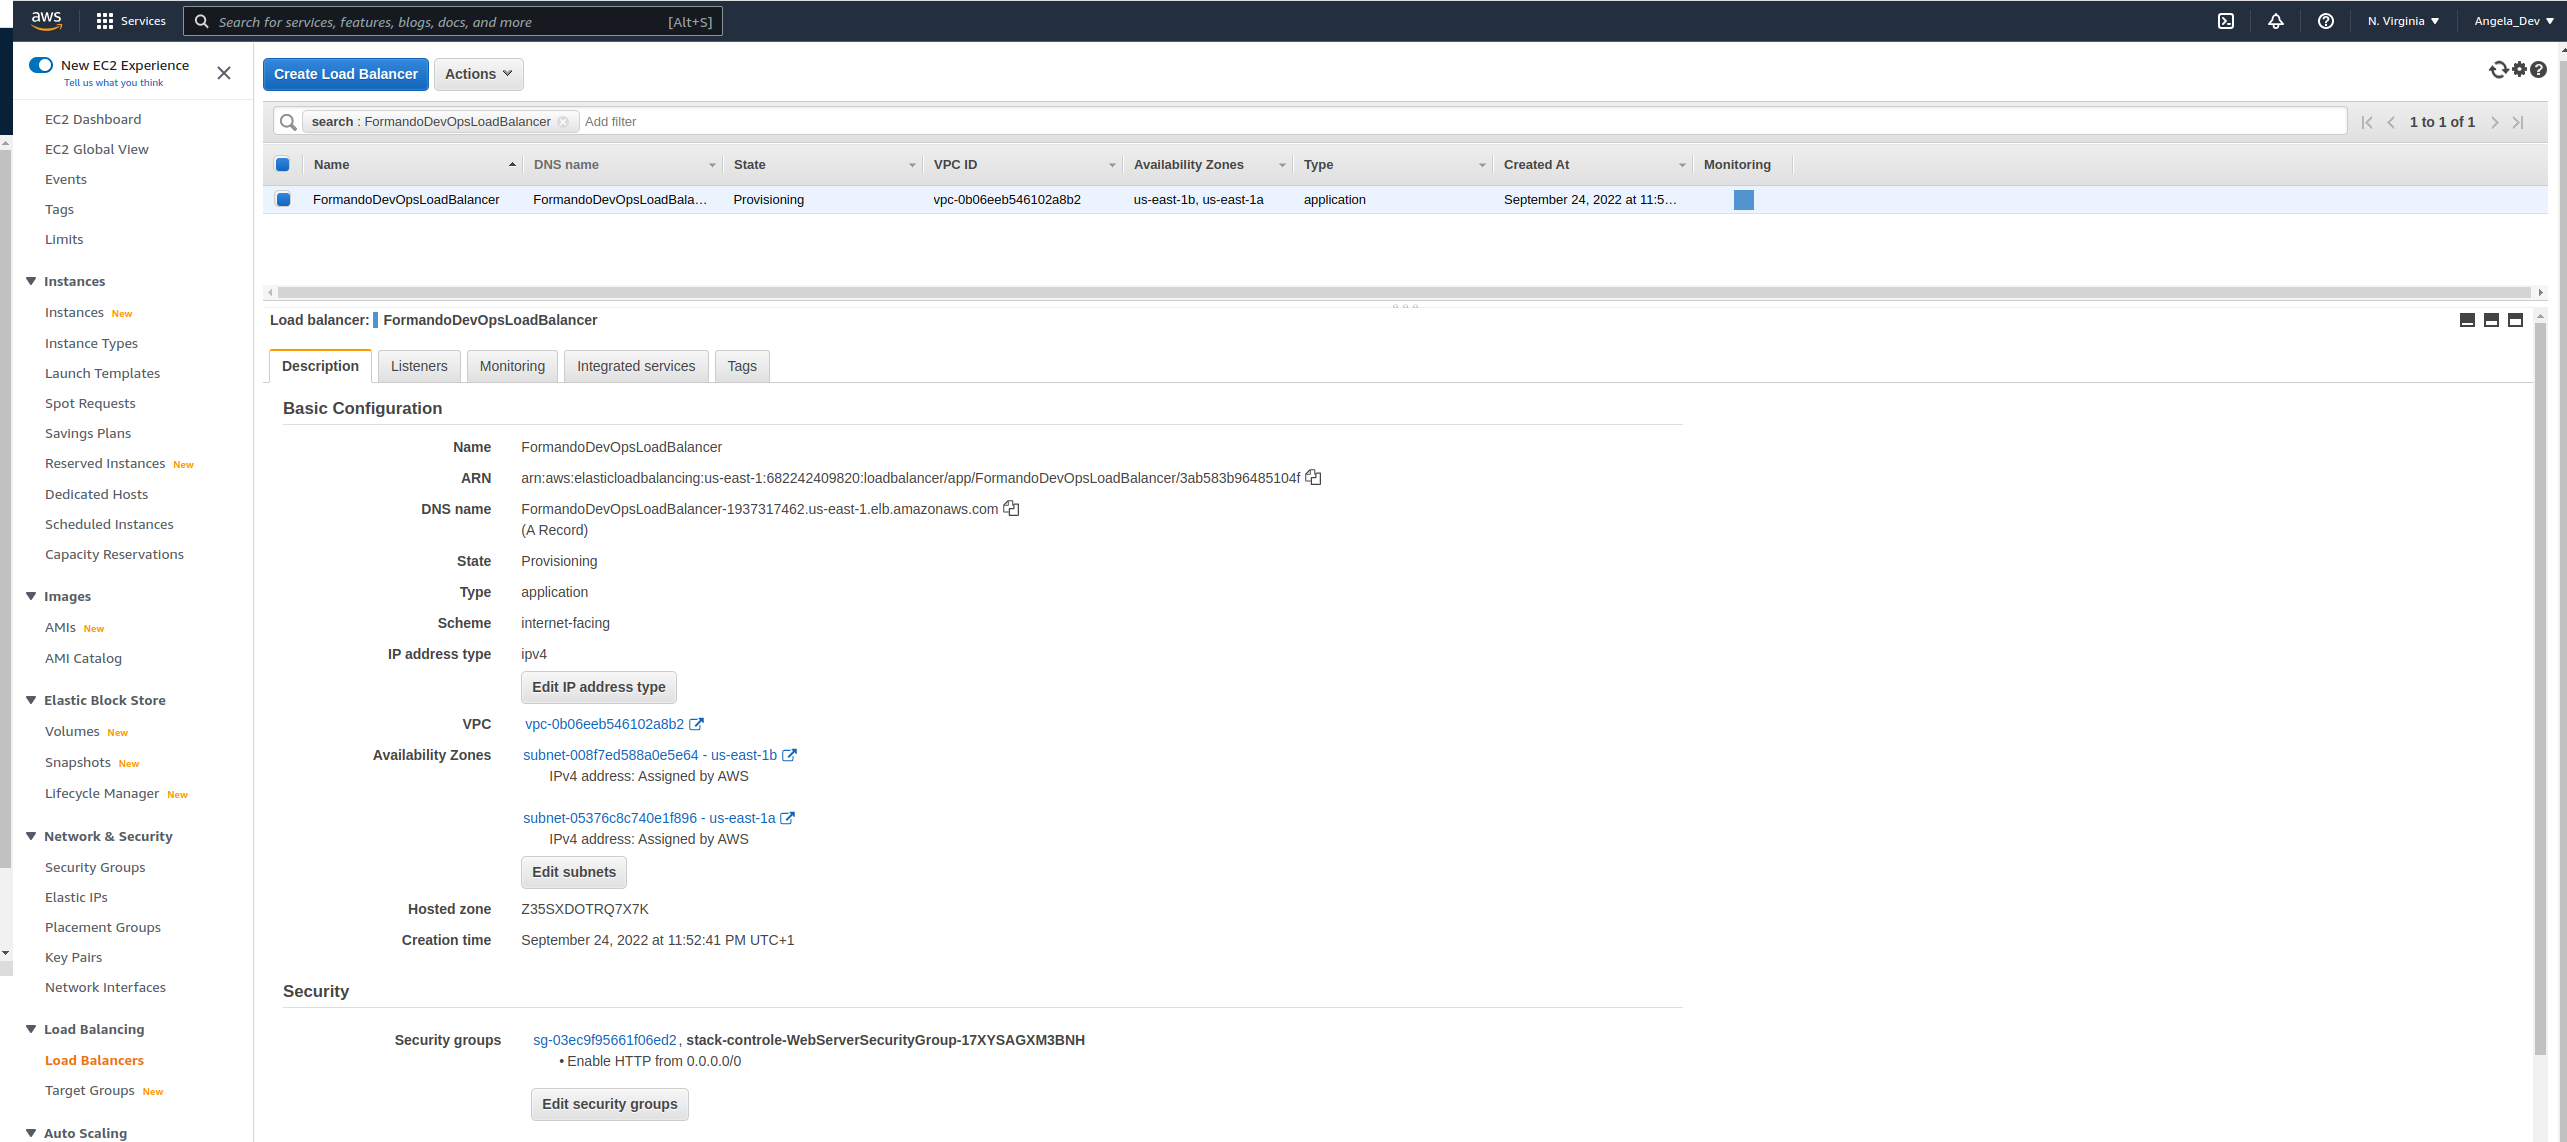 aws
Services
Search for services, features, blogs, docs, and more [Alt+S]
N. Virginia
Angela_Dev
New EC2 Experience
Tell us what you think
EC2 Dashboard
EC2 Global View
Events
Tags
Limits
Instances
Instances New
Instance Types
Launch Templates
Spot Requests
Savings Plans
Reserved Instances New
Dedicated Hosts
Scheduled Instances
Capacity Reservations
Images
AMIs New
AMI Catalog
Elastic Block Store
Volumes New
Snapshots New
Lifecycle Manager New
Network & Security
Security Groups
Elastic IPs
Placement Groups
Key Pairs
Network Interfaces
Load Balancing
Load Balancers
Target Groups New
Auto Scaling
Create Load Balancer Actions
search : FormandoDevOpsLoadBalancer Add filter
1 to 1 of 1
Name DNS name State VPC ID Availability Zones Type Created At Monitoring
FormandoDevOpsLoadBalancer FormandoDevOpsLoadBala… Provisioning vpc-0b06eeb546102a8b2 us-east-1b, us-east-1a application September 24, 2022 at 11:5…
Load balancer: FormandoDevOpsLoadBalancer
Description Listeners Monitoring Integrated services Tags
Basic Configuration
Name FormandoDevOpsLoadBalancer
ARN arn:aws:elasticloadbalancing:us-east-1:682242409820:loadbalancer/app/FormandoDevOpsLoadBalancer/3ab583b96485104f
DNS name FormandoDevOpsLoadBalancer-1937317462.us-east-1.elb.amazonaws.com
(A Record)
State Provisioning
Type application
Scheme internet-facing
IP address type ipv4
Edit IP address type
VPC vpc-0b06eeb546102a8b2
Availability Zones subnet-008f7ed588a0e5e64 - us-east-1b
IPv4 address: Assigned by AWS
subnet-05376c8c740e1f896 - us-east-1a
IPv4 address: Assigned by AWS
Edit subnets
Hosted zone Z35SXDOTRQ7X7K
Creation time September 24, 2022 at 11:52:41 PM UTC+1
Security
Security groups sg-03ec9f95661f06ed2, stack-controle-WebServerSecurityGroup-17XYSAGXM3BNH
• Enable HTTP from 0.0.0.0/0
Edit security groups